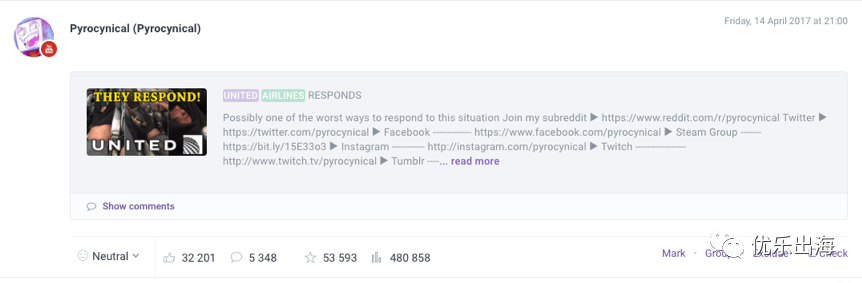 Pyrocynical (Pyrocynical)
Friday, 14 April 2017 at 21:00
THEY RESPOND!
UNITED
UNITED AIRLINES RESPONDS
Possibly one of the worst ways to respond to this situation Join my subreddit ► https://www.reddit.com/r/pyrocynical Twitter ►
https://twitter.com/pyrocynical ► Facebook ------------- https://www.facebook.com/pyrocynical ► Steam Group -------
https://bit.ly/15E33o3 ► Instagram ----------- http://instagram.com/pyrocynical ► Twitch -----------------
http://www.twitch.tv/pyrocynical ► Tumblr ----... read more
Show comments
Neutral 32 201 5 348 53 593 480 858
Mark · Group · Exclude · Check
优乐出海